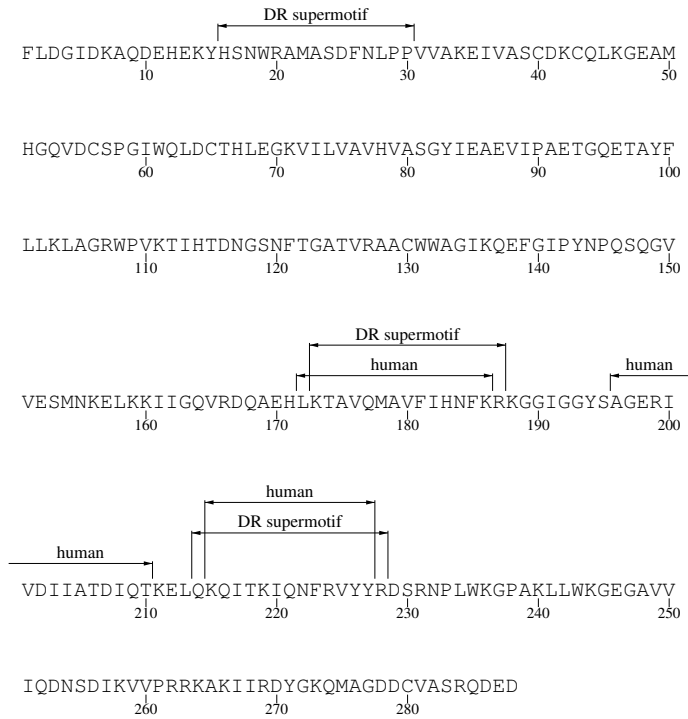 DR supermotif
FLDGIDKAQDEHEKYHSNWRAMASDFNLPPVVAKEIVASCDKCQLKGEAM
10 20 30 40 50
HGQVDCSPGIWQLDCTHLEGKVILVAVHVASGYIEAEVIPAETGQETAYF
60 70 80 90 100
LLKLAGRWPVKTIHTDNGSNFTGATVRAACWWAGIKQEFGIPYNPQSQGV
110 120 130 140 150
DR supermotif
human human
VESMNKELKKIIGQVRDQAEHLKTAVQMAVFIHNFKRKGGIGGYSAGERI
160 170 180 190 200
human
human DR supermotif
VDIIATDIQTKELQKQITKIQNFRVYYRDSRNPLWKGPAKLLWKGEGAVV
210 220 230 240 250
IQDNSDIKVVPRRKAKIIRDYGKQMAGDDCVASRQDED
260 270 280